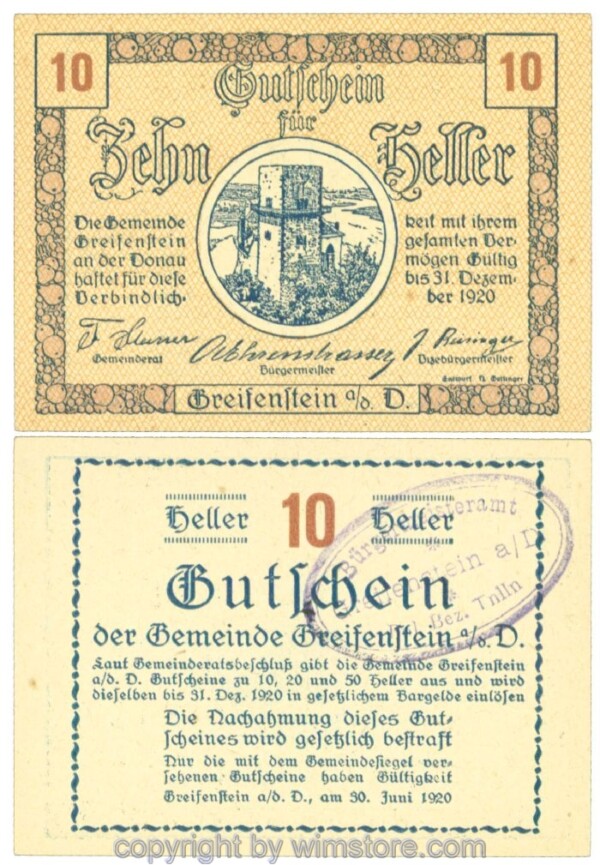 10
10
Gutschein
für
Zehn Heller
Die Gemeinde
Greifenstein
an der Donau
haftet für diese
Verbindlich-
keit mit ihrem
gesamten Ver-
mögen Gültig
bis 31. Dezem-
ber 1920
Gemeinderat
Bürgermeister
Vizebürgermeister
Greifenstein a/d. D.
Heller 10 Heller
Gutschein
der Gemeinde Greifenstein a/d. D.
Laut Gemeinderatsbeschluß gibt die Gemeinde Greifenstein
a/d. D. Gutscheine zu 10, 20 und 50 Heller aus und wird
dieselben bis 31. Dez. 1920 in gesetzlichem Bargelde einlösen
Die Nachahmung dieses Gut-
scheines wird gesetzlich bestraft
Nur die mit dem Gemeindesiegel ver-
sehenen Gutscheine haben Gültigkeit
Greifenstein a/d. D., am 30. Juni 1920
Bürgermeisteramt
Greifenstein a/D
Bez. Tulln
copyright by wimstore.com